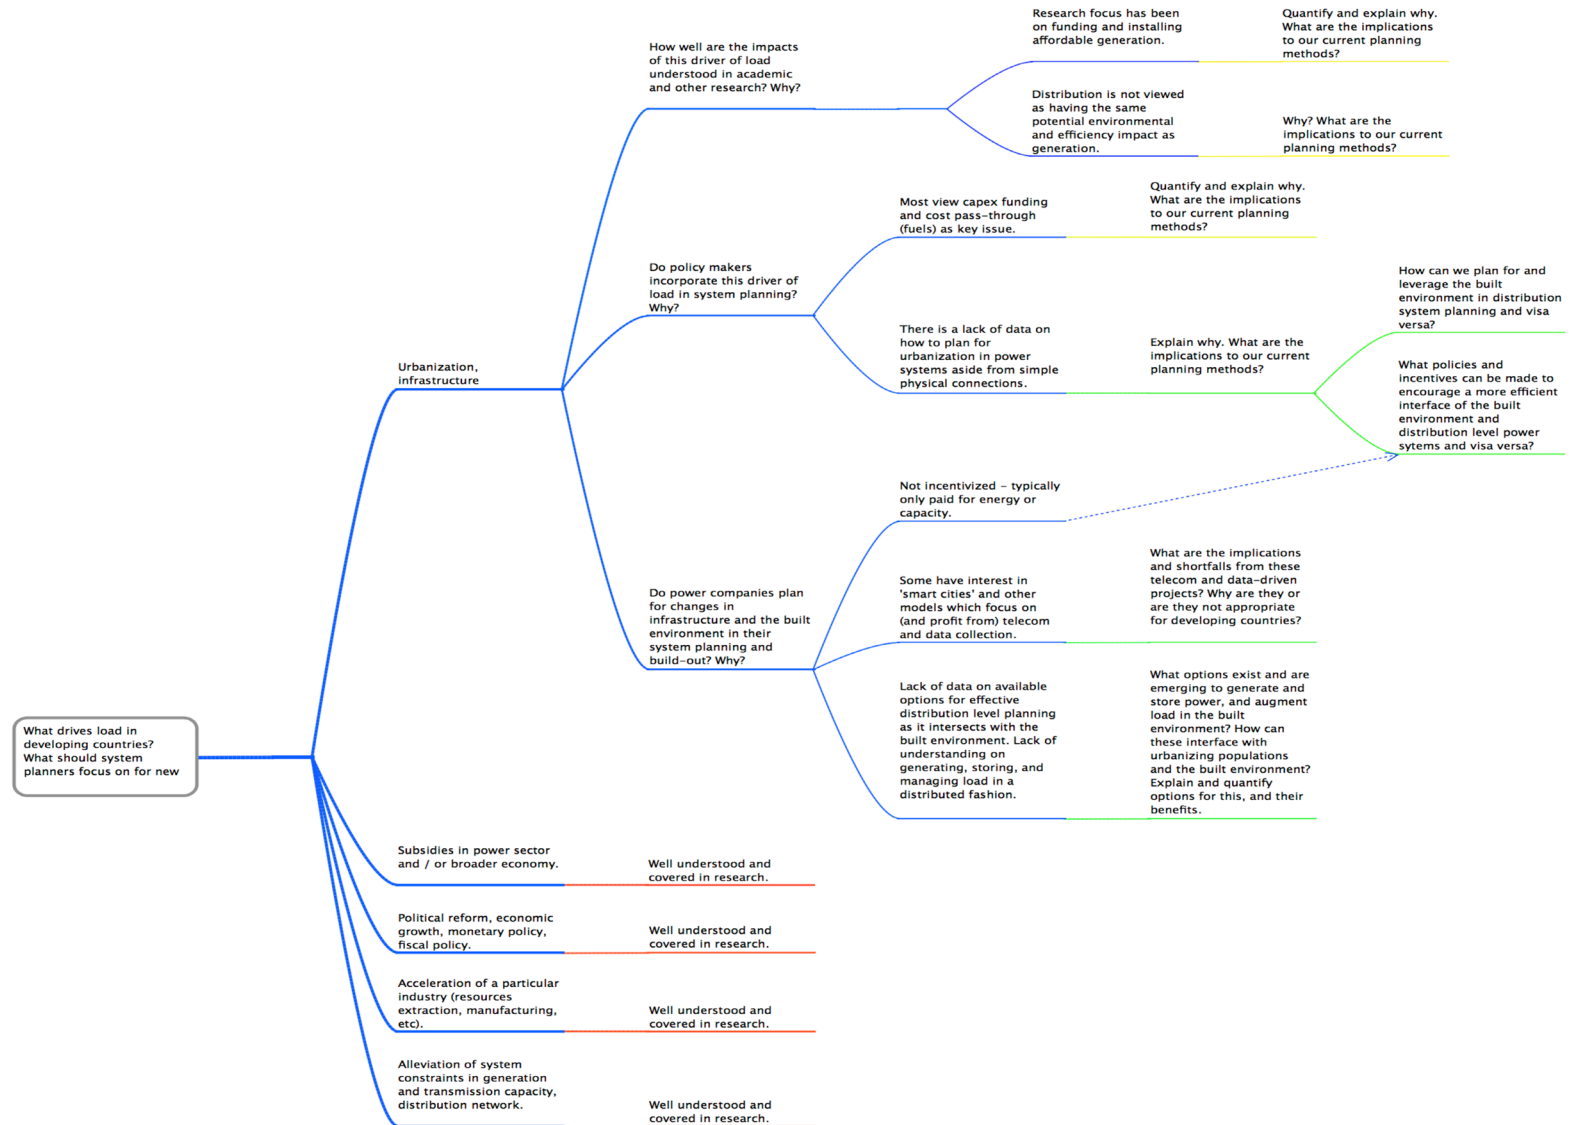 Research focus has been
on funding and installing
affordable generation.
Quantify and explain why.
What are the implications
to our current planning
methods?
How well are the impacts
of this driver of load
understood in academic
and other research? Why?
Distribution is not viewed
as having the same
potential environmental
and efficiency impact as
generation.
Why? What are the
implications to our current
planning methods?
Most view capex funding
and cost pass-through
(fuels) as key issue.
Quantify and explain why.
What are the implications
to our current planning
methods?
Do policy makers
incorporate this driver of
load in system planning?
Why?
There is a lack of data on
how to plan for
urbanization in power
systems aside from simple
physical connections.
Explain why. What are the
implications to our current
planning methods?
How can we plan for and
leverage the built
environment in distribution
system planning and visa
versa?
What policies and
incentives can be made to
encourage a more efficient
interface of the built
environment and
distribution level power
sytems and visa versa?
Urbanization,
infrastructure
Not incentivized - typically
only paid for energy or
capacity.
Do power companies plan
for changes in
infrastructure and the built
environment in their
system planning and
build-out? Why?
Some have interest in
'smart cities' and other
models which focus on
(and profit from) telecom
and data collection.
What are the implications
and shortfalls from these
telecom and data-driven
projects? Why are they or
are they not appropriate
for developing countries?
Lack of data on available
options for effective
distribution level planning
as it intersects with the
built environment. Lack of
understanding on
generating, storing, and
managing load in a
distributed fashion.
What options exist and are
emerging to generate and
store power, and augment
load in the built
environment? How can
these interface with
urbanizing populations
and the built environment?
Explain and quantify
options for this, and their
benefits.
What drives load in
developing countries?
What should system
planners focus on for new
Subsidies in power sector
and / or broader economy.
Well understood and
covered in research.
Political reform, economic
growth, monetary policy,
fiscal policy.
Well understood and
covered in research.
Acceleration of a particular
industry (resources
extraction, manufacturing,
etc).
Well understood and
covered in research.
Alleviation of system
constraints in generation
and transmission capacity,
distribution network.
Well understood and
covered in research.